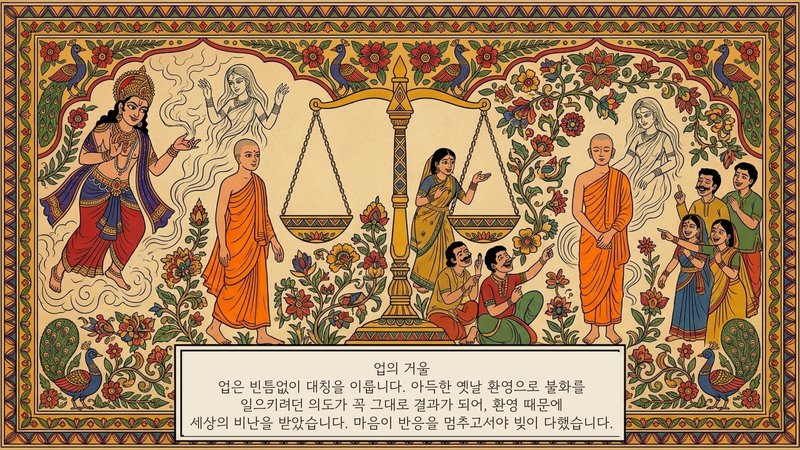 업의 거울
업은 빈틈없이 대칭을 이룹니다. 아득한 옛날 환영으로 불화를
일으키려던 의도가 꼭 그대로 결과가 되어, 환영 때문에
세상의 비난을 받았습니다. 마음이 반응을 멈추고서야 빚이 다했습니다.